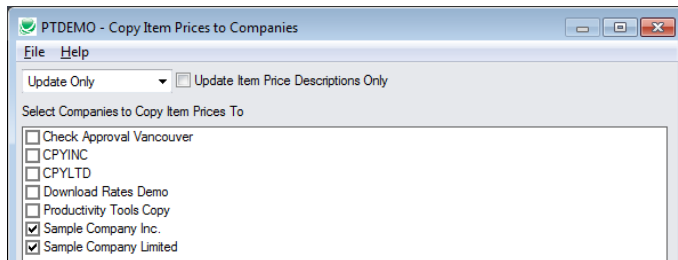 PTDEMO - Copy Item Prices to Companies
File Help
Update Only Update Item Price Descriptions Only
Select Companies to Copy Item Prices To
Check Approval Vancouver
CPYINC
CPYLTD
Download Rates Demo
Productivity Tools Copy
Sample Company Inc.
Sample Company Limited